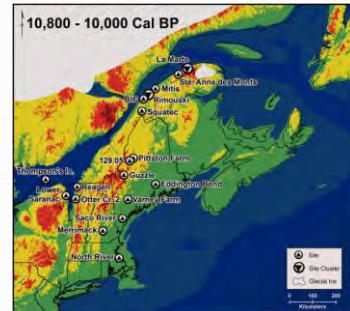 10,800 - 10,000 Cal BP
La Marte
Ste. Anne des Monts
Mitis
Bic
Rimouski
Squatec
129.05
Pittston Farm
Thompson's Is.
Guzzle
Reagen
Eddington Bend
Lower
Saranac
Otter Cr. 2
Varney Farm
Saco River
Merrimack
North River
Site
Site Cluster
Glacial Ice
0
100
200
Kilometers